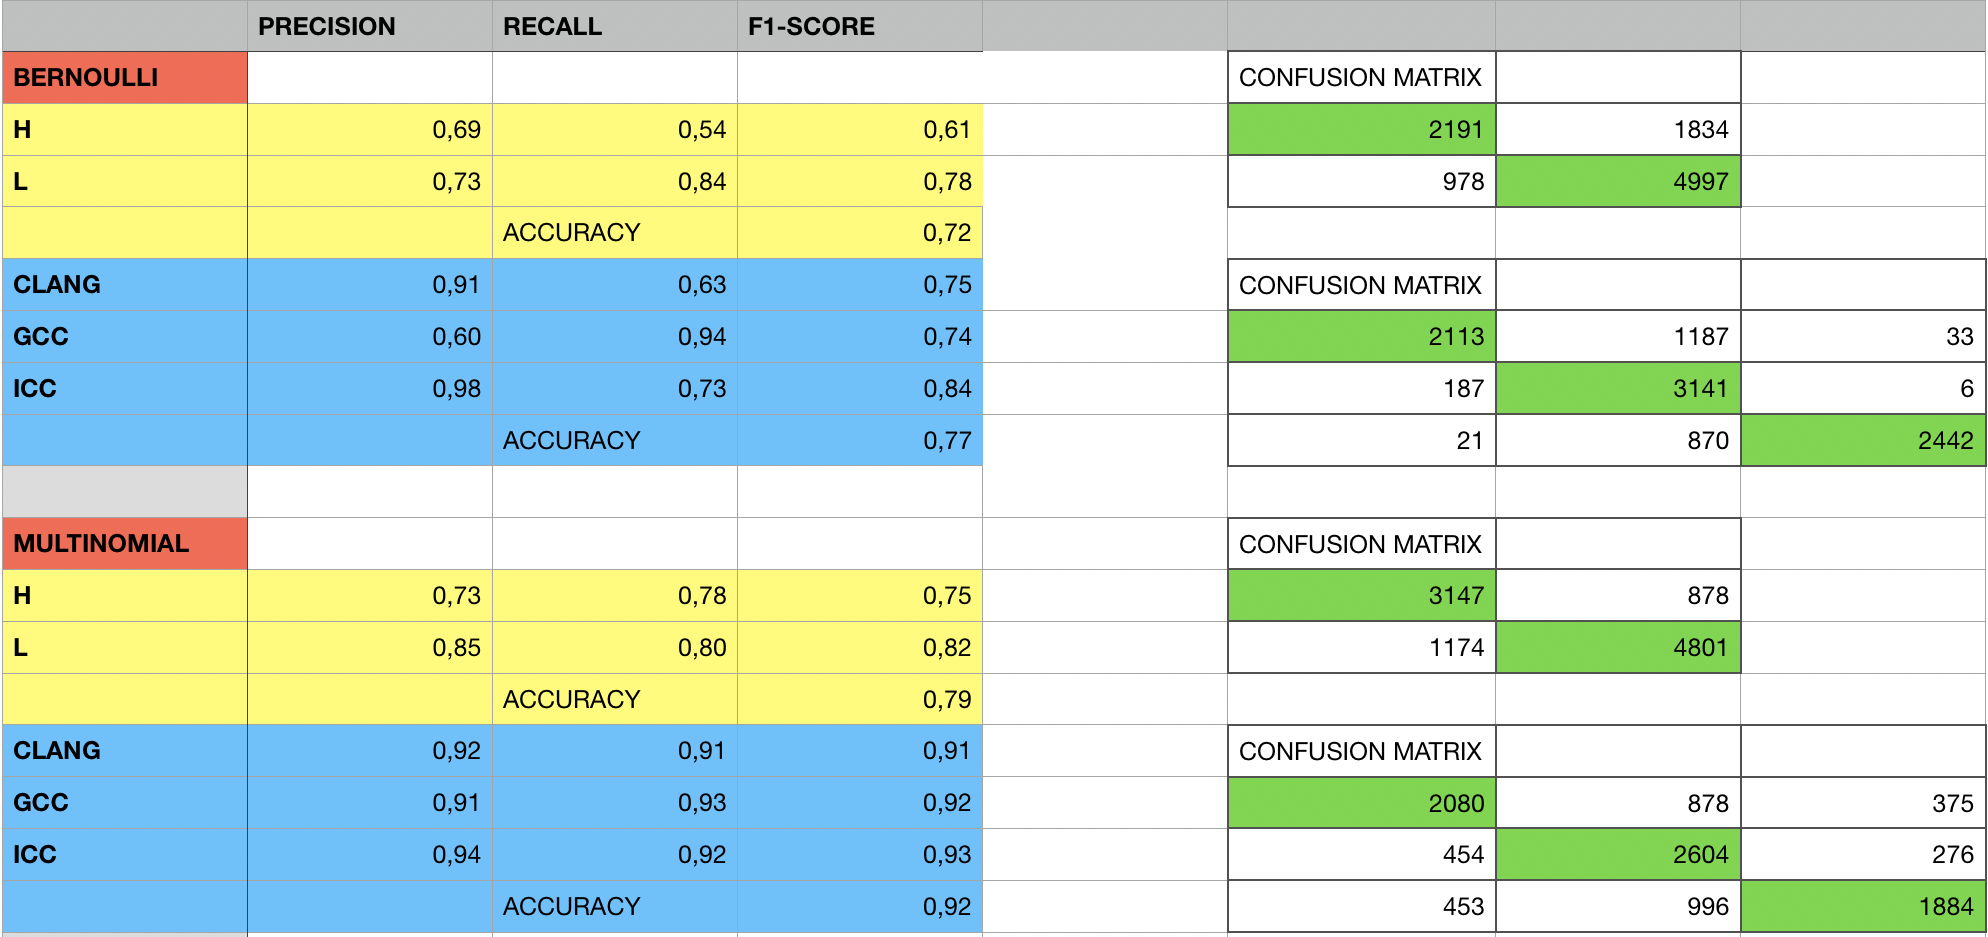 PRECISION RECALL F1-SCORE
BERNOULLI CONFUSION MATRIX
H 0,69 0,54 0,61 2191 1834
L 0,73 0,84 0,78 978 4997
ACCURACY 0,72
CLANG 0,91 0,63 0,75 CONFUSION MATRIX
GCC 0,60 0,94 0,74 2113 1187 33
ICC 0,98 0,73 0,84 187 3141 6
ACCURACY 0,77 21 870 2442
MULTINOMIAL CONFUSION MATRIX
H 0,73 0,78 0,75 3147 878
L 0,85 0,80 0,82 1174 4801
ACCURACY 0,79
CLANG 0,92 0,91 0,91 CONFUSION MATRIX
GCC 0,91 0,93 0,92 2080 878 375
ICC 0,94 0,92 0,93 454 2604 276
ACCURACY 0,92 453 996 1884